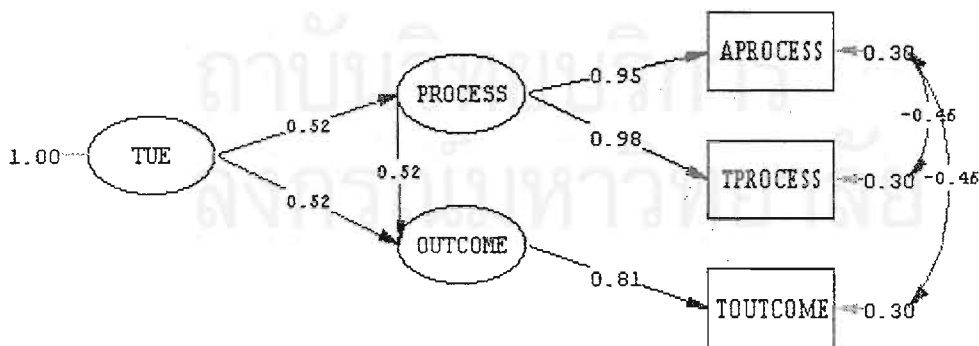 APROCESS
0.30
0.95
PROCESS
0.52
-0.46
0.98
1.00
TUE
0.52
TPROCESS
0.30
-0.46
0.52
OUTCOME
0.81
TOUTCOME
0.30